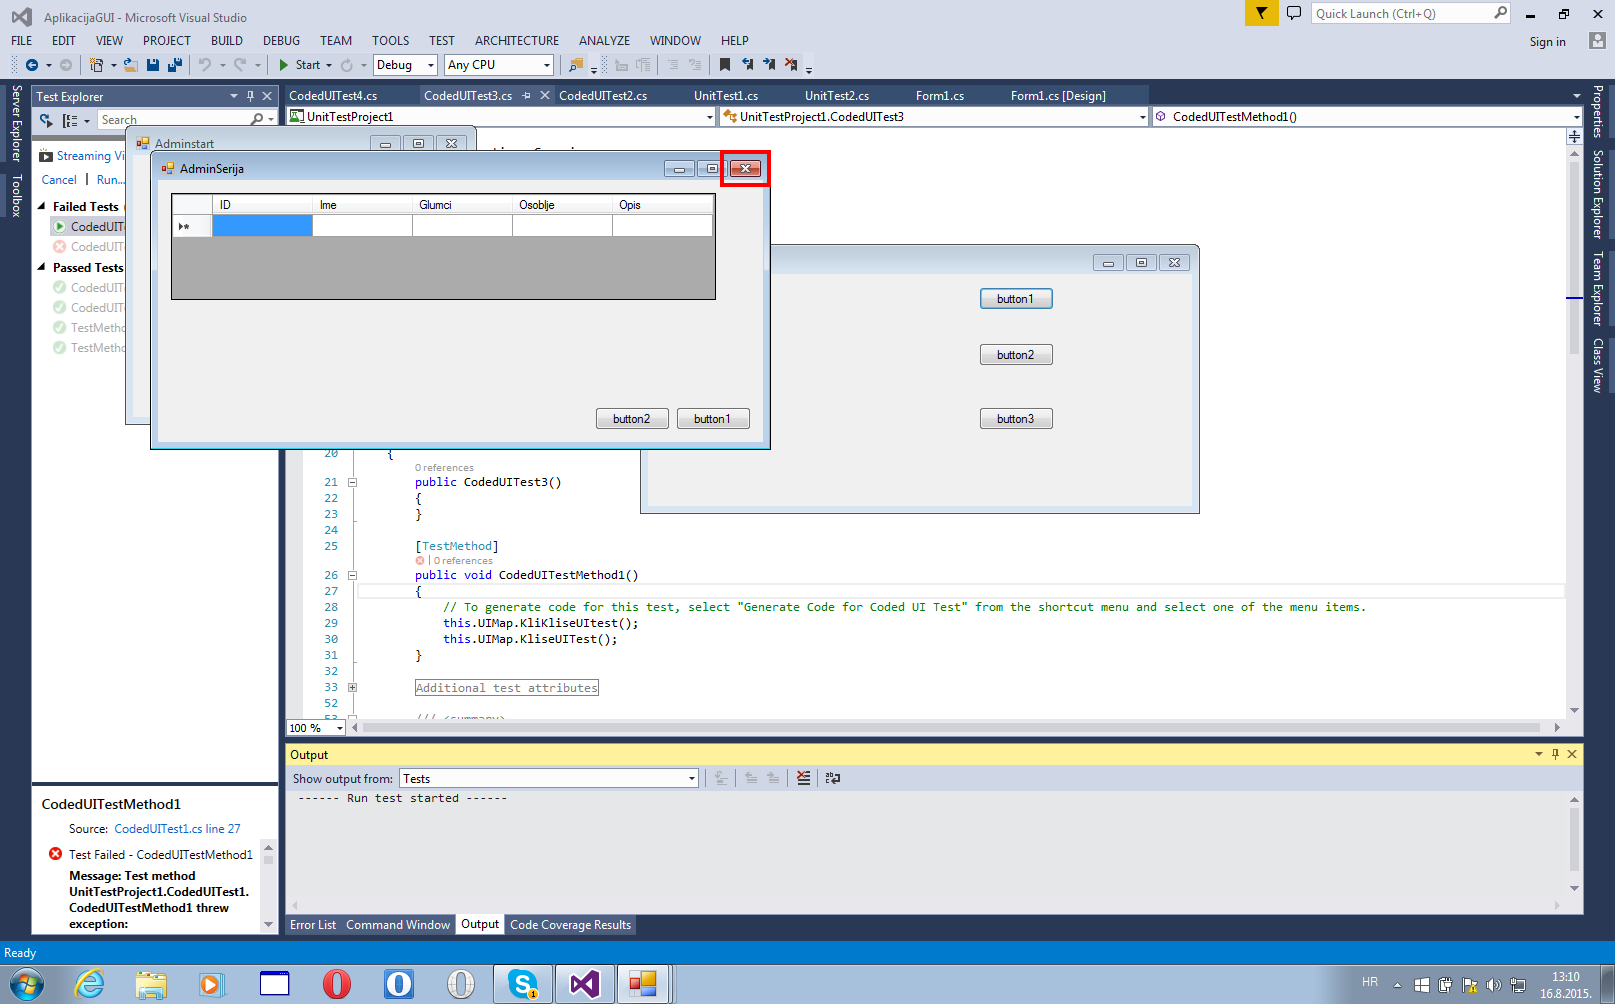 AplikacijaGUI - Microsoft Visual Studio
Quick Launch (Ctrl+Q)
FILE EDIT VIEW PROJECT BUILD DEBUG TEAM TOOLS TEST ARCHITECTURE ANALYZE WINDOW HELP
Sign in
Start Debug Any CPU
Server Explorer
Toolbox
Test Explorer
Search
Streaming Vi
Cancel | Run...
Failed Tests
CodedUIT
CodedUIT
Passed Tests
CodedUIT
CodedUIT
TestMetho
TestMetho
CodedUITest4.cs CodedUITest3.cs CodedUITest2.cs UnitTest1.cs UnitTest2.cs Form1.cs Form1.cs [Design]
UnitTestProject1 UnitTestProject1.CodedUITest3 CodedUITestMethod1()
Adminstart
AdminSerija
ID Ime Glumci Osoblje Opis
button2 button1
button1
button2
button3
20 {
0 references
21 public CodedUITest3()
22 {
23 }
24
25 [TestMethod]
0 references
26 public void CodedUITestMethod1()
27 {
28 // To generate code for this test, select "Generate Code for Coded UI Test" from the shortcut menu and select one of the menu items.
29 this.UIMap.KliKliseUItest();
30 this.UIMap.KliseUITest();
31 }
32
33 Additional test attributes
52
53 /// <summary>
100 %
Properties
Solution Explorer
Team Explorer
Class View
Output
Show output from: Tests
------ Run test started ------
CodedUITestMethod1
Source: CodedUITest1.cs line 27
Test Failed - CodedUITestMethod1
Message: Test method
UnitTestProject1.CodedUITest1.
CodedUITestMethod1 threw
exception:
Error List Command Window Output Code Coverage Results
Ready
HR
13:10
16.8.2015.